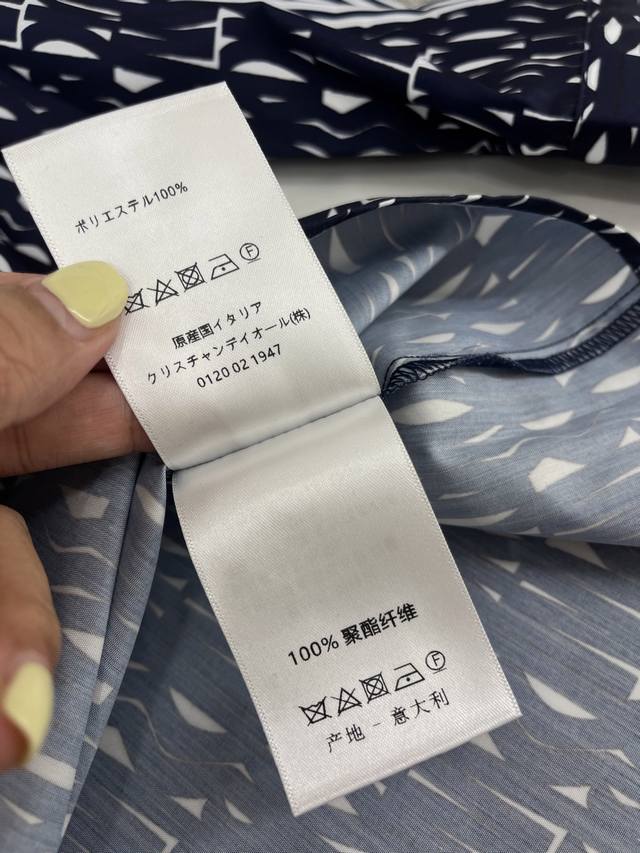 ポリエステル100%
F
原産国イタリア
クリスチャンディオール(株)
0120 02 1947
100% 聚酯纤维
F
产地 - 意大利